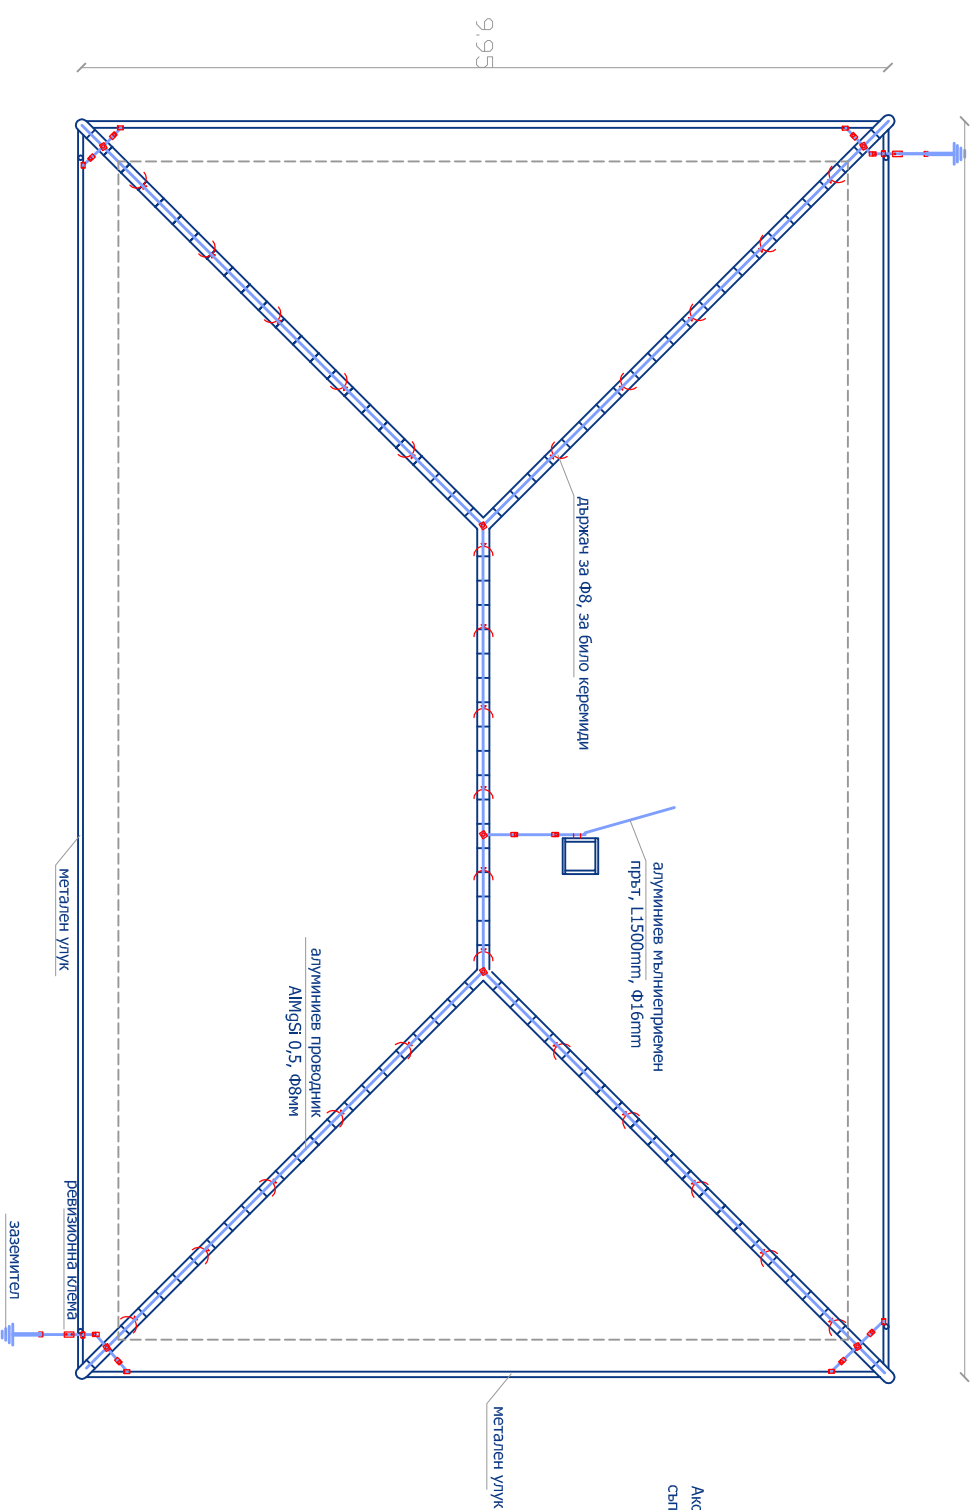 9.95
държач за Ф8, за било керемиди
алуминиев мълниеприемен
прът, L1500mm, Ф16mm
метален улук
алуминиев проводник
AlMgSi 0,5, Ф8мм
ревизионна клема
заземител
метален улук